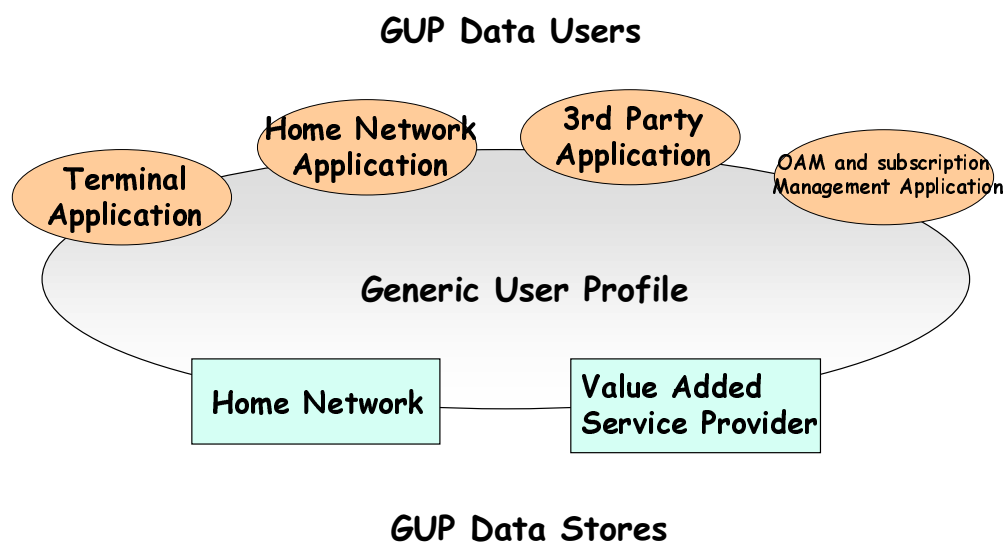 GUP Data Users
Home Network
Application
3rd Party
Application
Terminal
Application
OAM and subscription
Management Application
Generic User Profile
Home Network
Value Added
Service Provider
GUP Data Stores